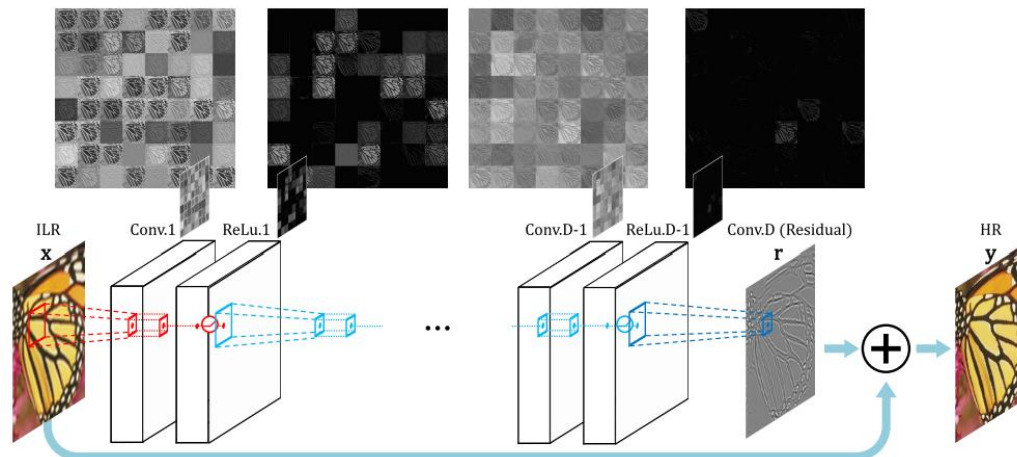 ILR
x
Conv.1
ReLu.1
...
Conv.D-1
ReLu.D-1
Conv.D (Residual)
r
HR
y